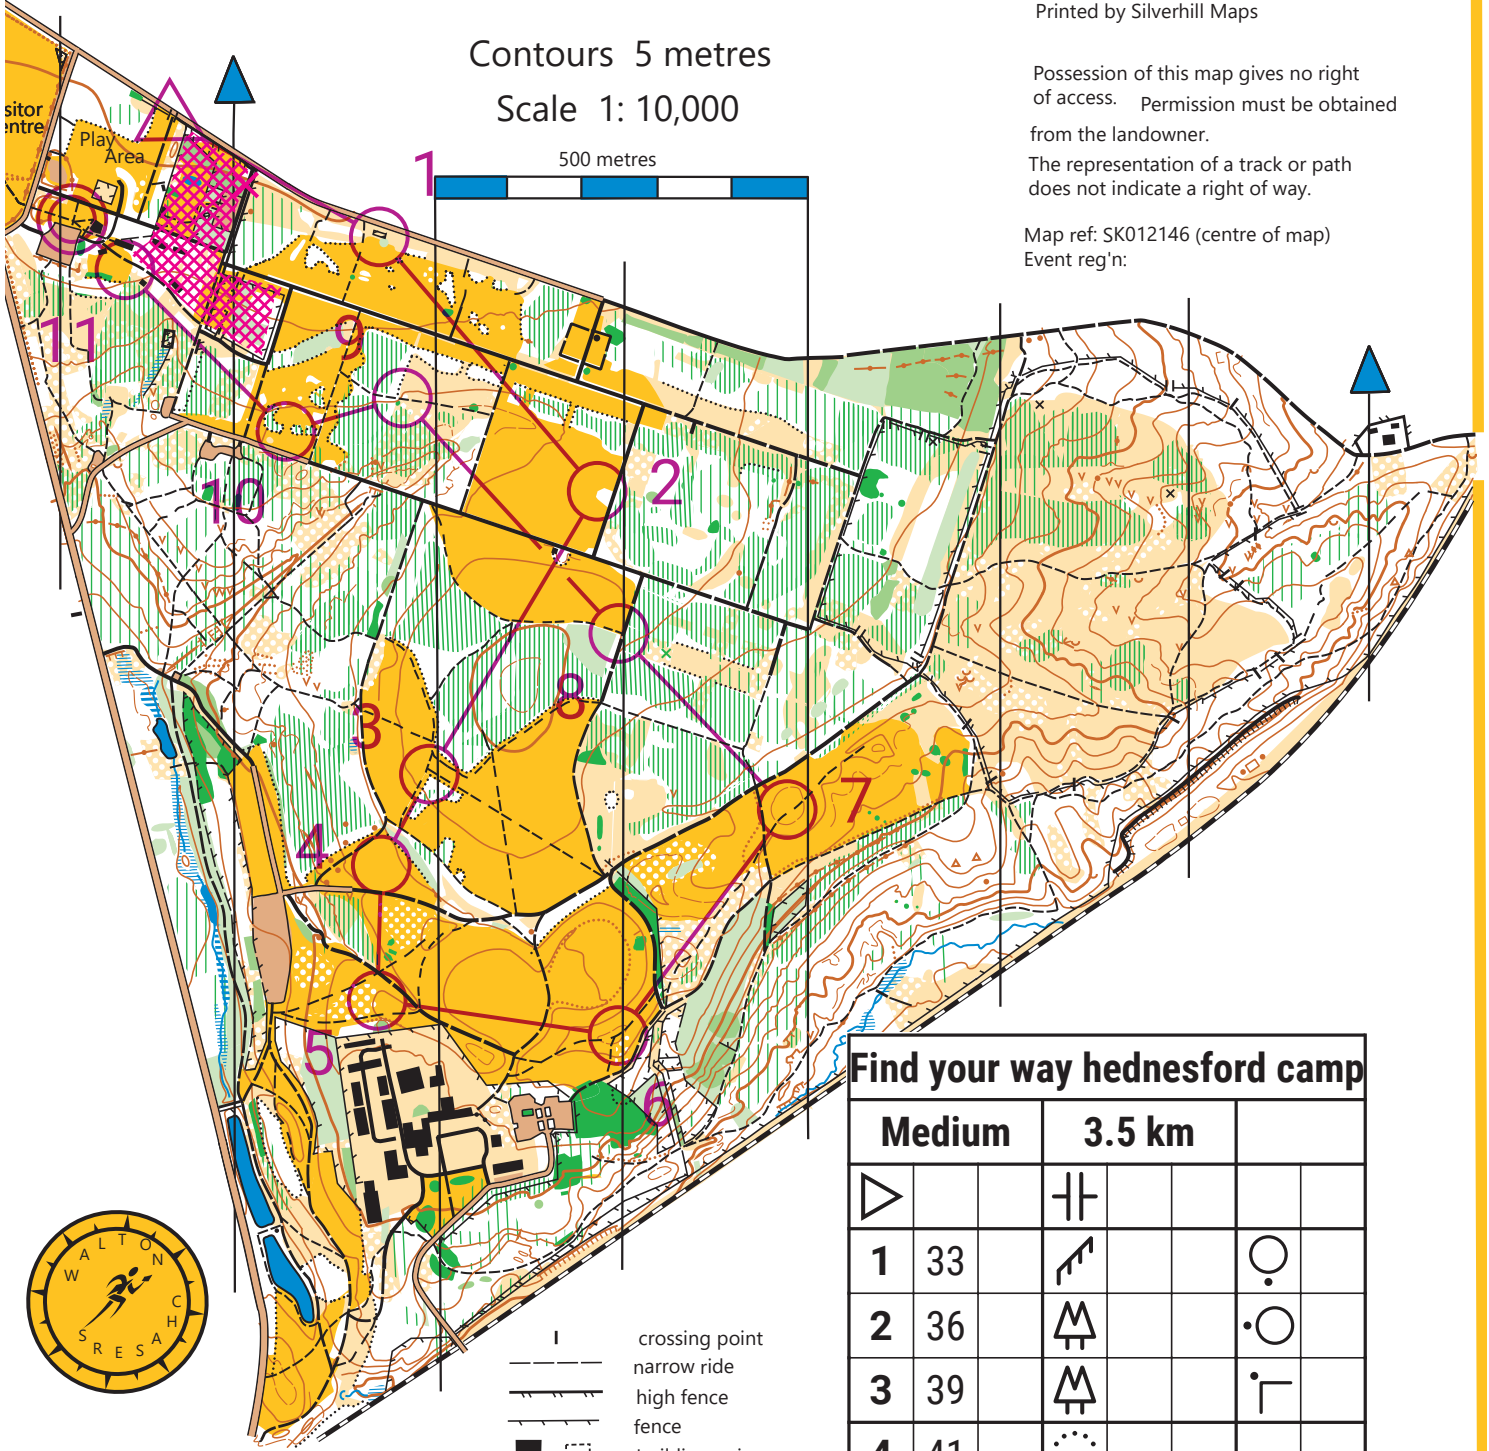 Printed by Silverhill Maps
Contours 5 metres
Scale 1: 10,000
500 metres
Possession of this map gives no right
of access. Permission must be obtained
from the landowner.
The representation of a track or path
does not indicate a right of way.
Map ref: SK012146 (centre of map)
Event reg'n:
sitor
entre
Play
Area
1
2
3
4
5
6
7
8
9
10
11
Find your way hednesford camp
Medium 3.5 km
1 33
2 36
3 39
4 41
WALTON CHASERS
crossing point
narrow ride
high fence
fence